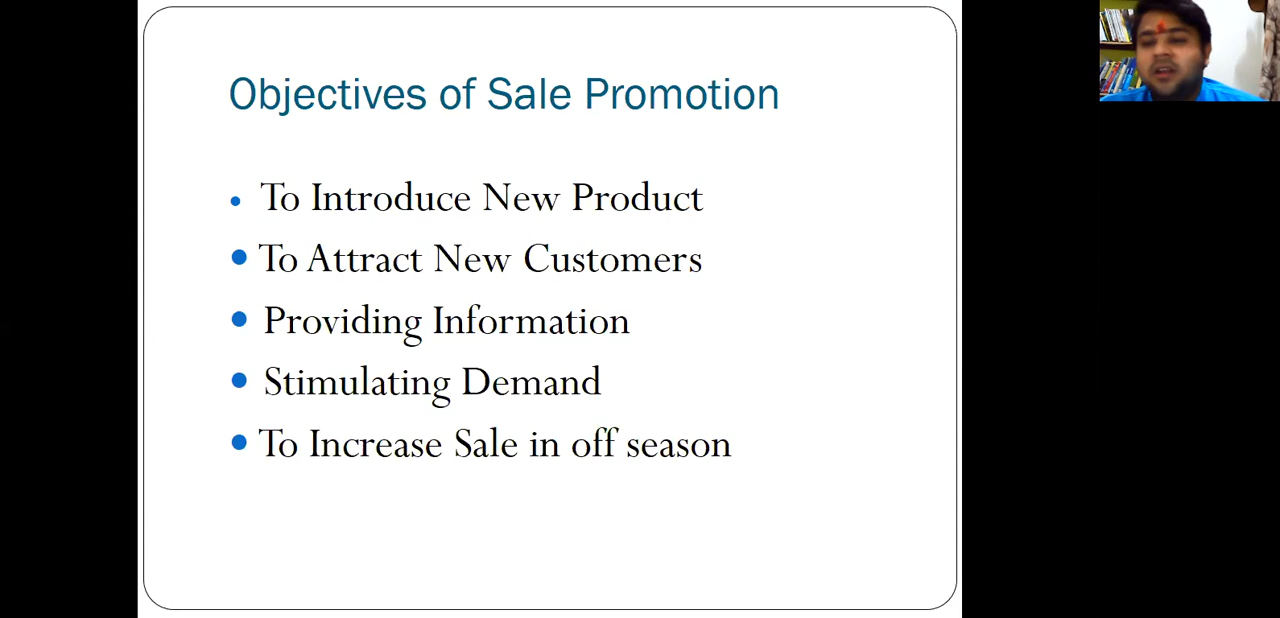 Objectives of Sale Promotion
• To Introduce New Product
• To Attract New Customers
• Providing Information
• Stimulating Demand
• To Increase Sale in off season